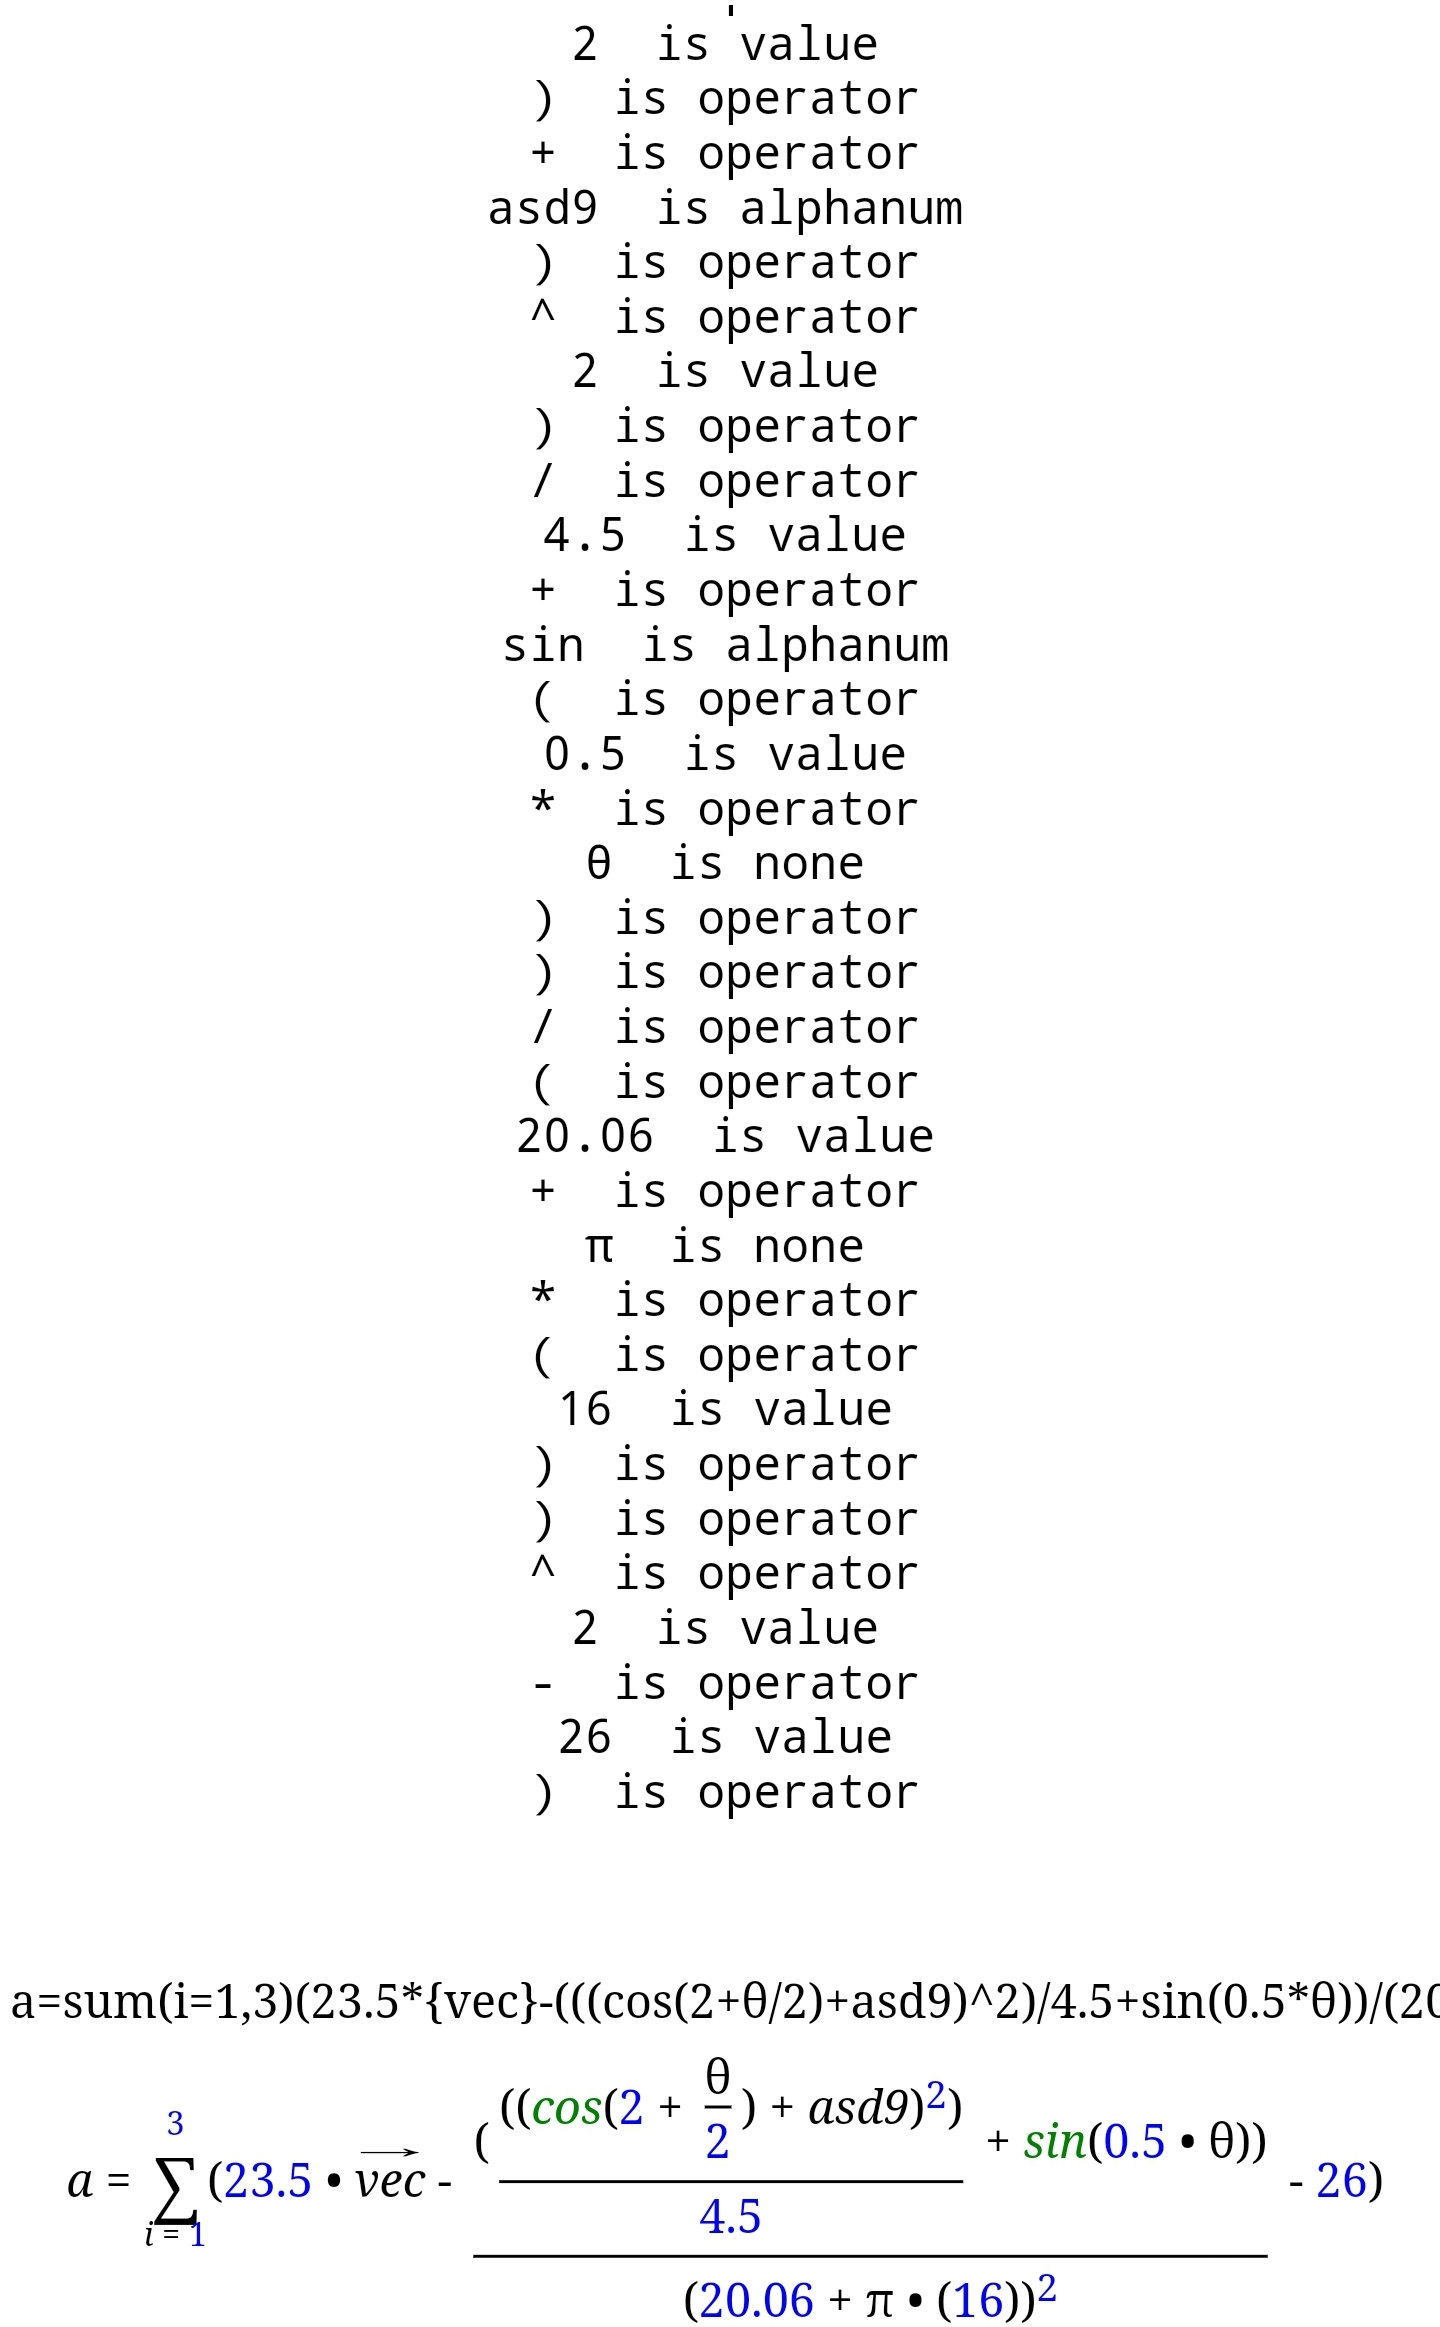 2 is value
) is operator
+ is operator
asd9 is alphanum
) is operator
^ is operator
2 is value
) is operator
/ is operator
4.5 is value
+ is operator
sin is alphanum
( is operator
0.5 is value
* is operator
θ is none
) is operator
) is operator
/ is operator
( is operator
20.06 is value
+ is operator
π is none
* is operator
( is operator
16 is value
) is operator
) is operator
^ is operator
2 is value
- is operator
26 is value
) is operator
a=sum(i=1,3)(23.5*{vec}-(((cos(2+θ/2)+asd9)^2)/4.5+sin(0.5*θ))/(20
a = ∑_{i = 1}^{3} (23.5 • \vec{vec} - \frac{(\frac{((cos(2 + \frac{θ}{2}) + asd9)^2)}{4.5} + sin(0.5 • θ))}{(20.06 + π • (16))^2} - 26)